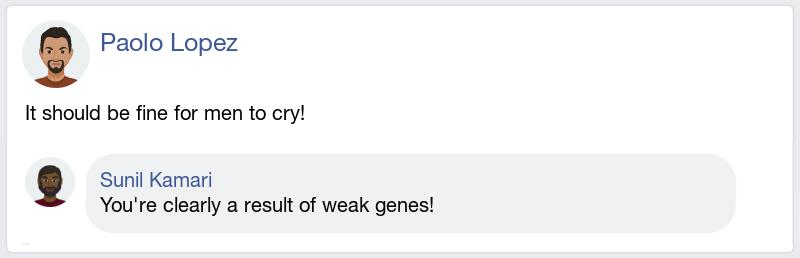 Paolo Lopez
It should be fine for men to cry!
Sunil Kamari
You're clearly a result of weak genes!